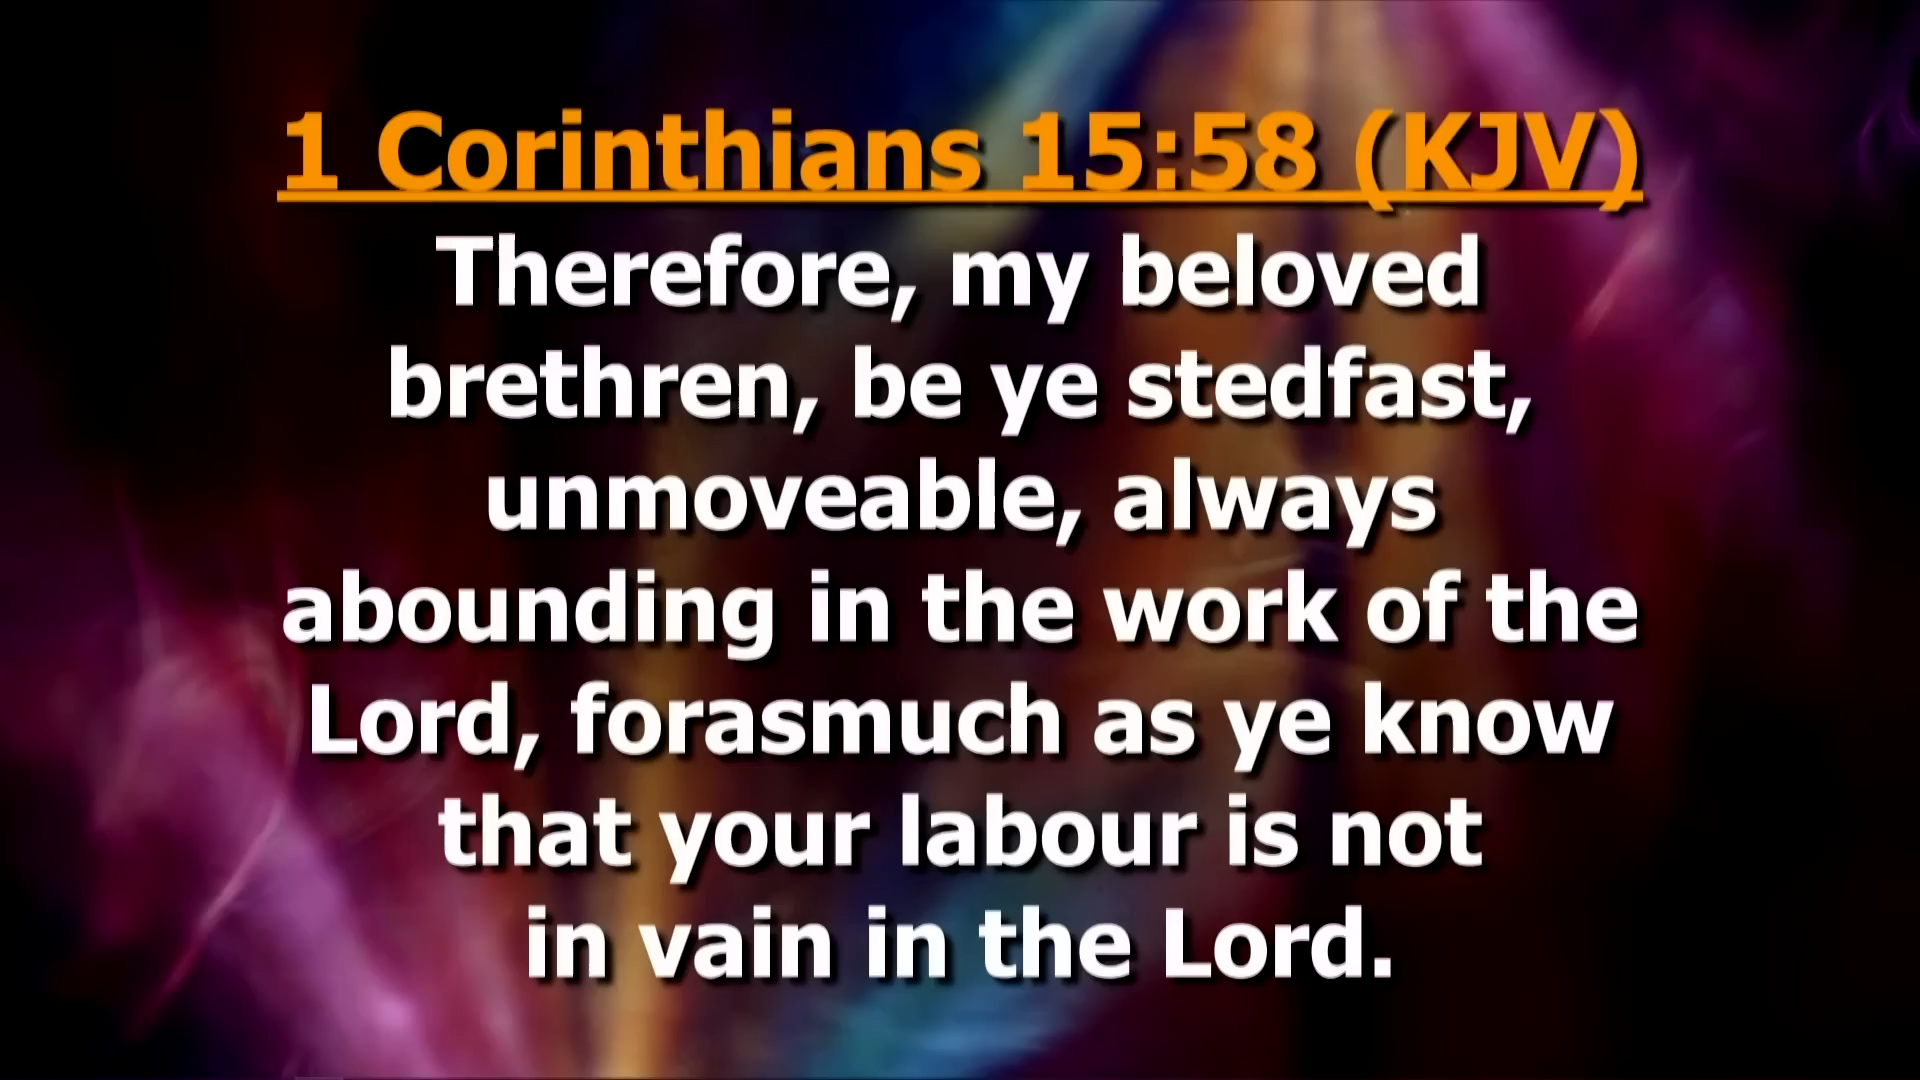 1 Corinthians 15:58 (KJV)
Therefore, my beloved
brethren, be ye stedfast,
unmoveable, always
abounding in the work of the
Lord, forasmuch as ye know
that your labour is not
in vain in the Lord.